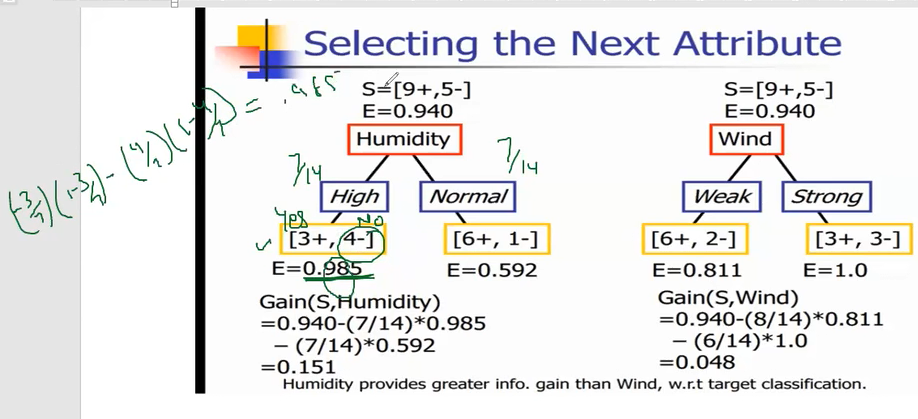 Selecting the Next Attribute
S=[9+,5-]
E=0.940
Humidity
7/14
7/14
High
Normal
Yes
No
[3+, 4-]
[6+, 1-]
E=0.985
E=0.592
Gain(S,Humidity)
=0.940-(7/14)*0.985
– (7/14)*0.592
=0.151
S=[9+,5-]
E=0.940
Wind
Weak
Strong
[6+, 2-]
[3+, 3-]
E=0.811
E=1.0
Gain(S,Wind)
=0.940-(8/14)*0.811
– (6/14)*1.0
=0.048
Humidity provides greater info. gain than Wind, w.r.t target classification.